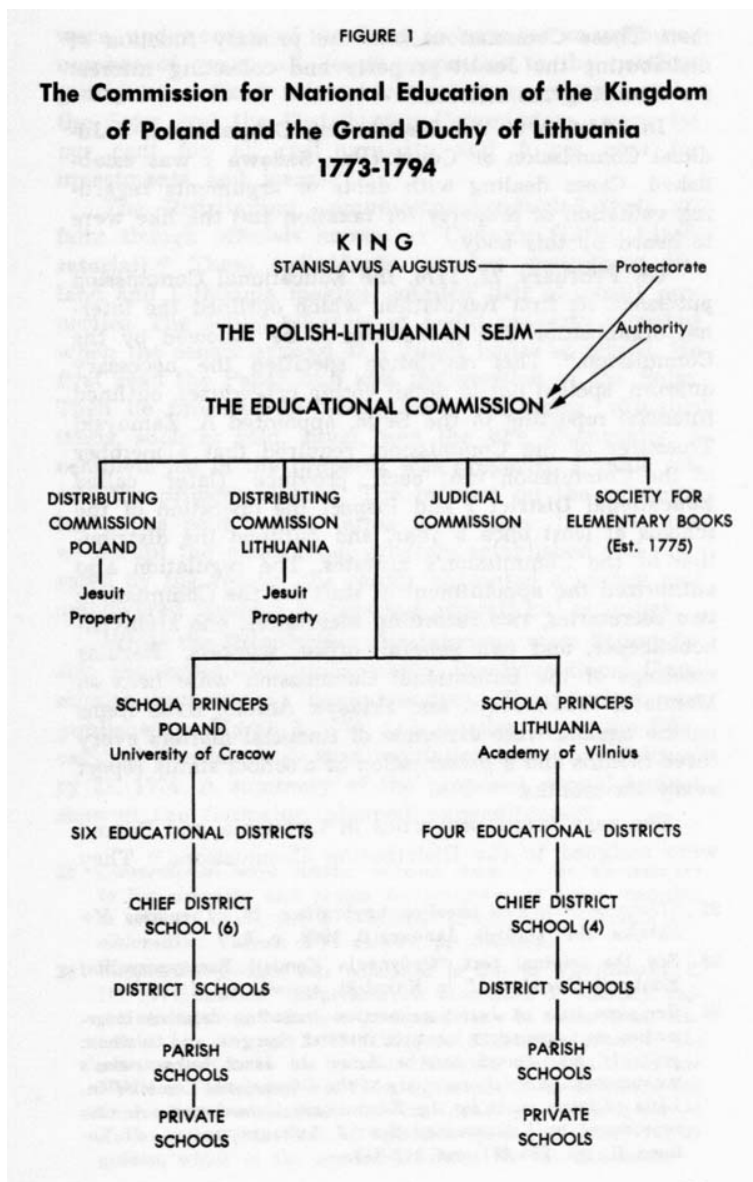 FIGURE 1
The Commission for National Education of the Kingdom
of Poland and the Grand Duchy of Lithuania
1773-1794
KING
STANISLAVUS AUGUSTUS
Protectorate
THE POLISH-LITHUANIAN SEJM
Authority
THE EDUCATIONAL COMMISSION
DISTRIBUTING
COMMISSION
POLAND
DISTRIBUTING
COMMISSION
LITHUANIA
JUDICIAL
COMMISSION
SOCIETY FOR
ELEMENTARY BOOKS
(Est. 1775)
Jesuit
Property
Jesuit
Property
SCHOLA PRINCEPS
POLAND
University of Cracow
SCHOLA PRINCEPS
LITHUANIA
Academy of Vilnius
SIX EDUCATIONAL DISTRICTS
FOUR EDUCATIONAL DISTRICTS
CHIEF DISTRICT
SCHOOL (6)
CHIEF DISTRICT
SCHOOL (4)
DISTRICT SCHOOLS
DISTRICT SCHOOLS
PARISH
SCHOOLS
PARISH
SCHOOLS
PRIVATE
SCHOOLS
PRIVATE
SCHOOLS